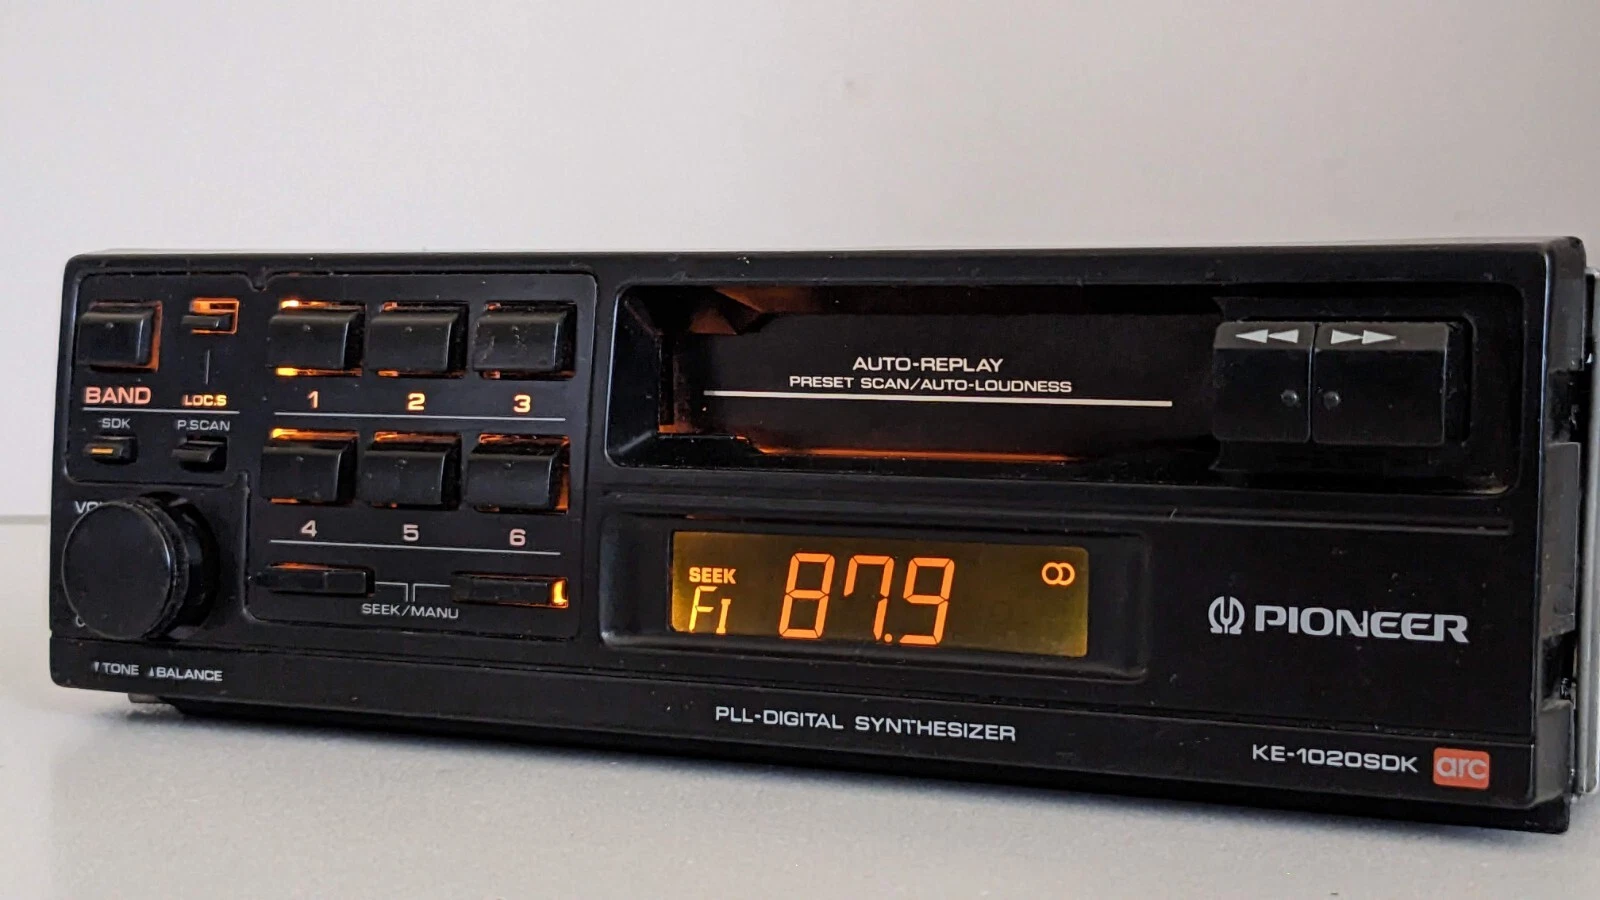 BAND
LOC.S
SDK
P.SCAN
1 2 3
4 5 6
SEEK/MANU
TONE BALANCE
AUTO-REPLAY
PRESET SCAN/AUTO-LOUDNESS
SEEK
F1 87.9
PIONEER
PLL-DIGITAL SYNTHESIZER
KE-1020SDK arc